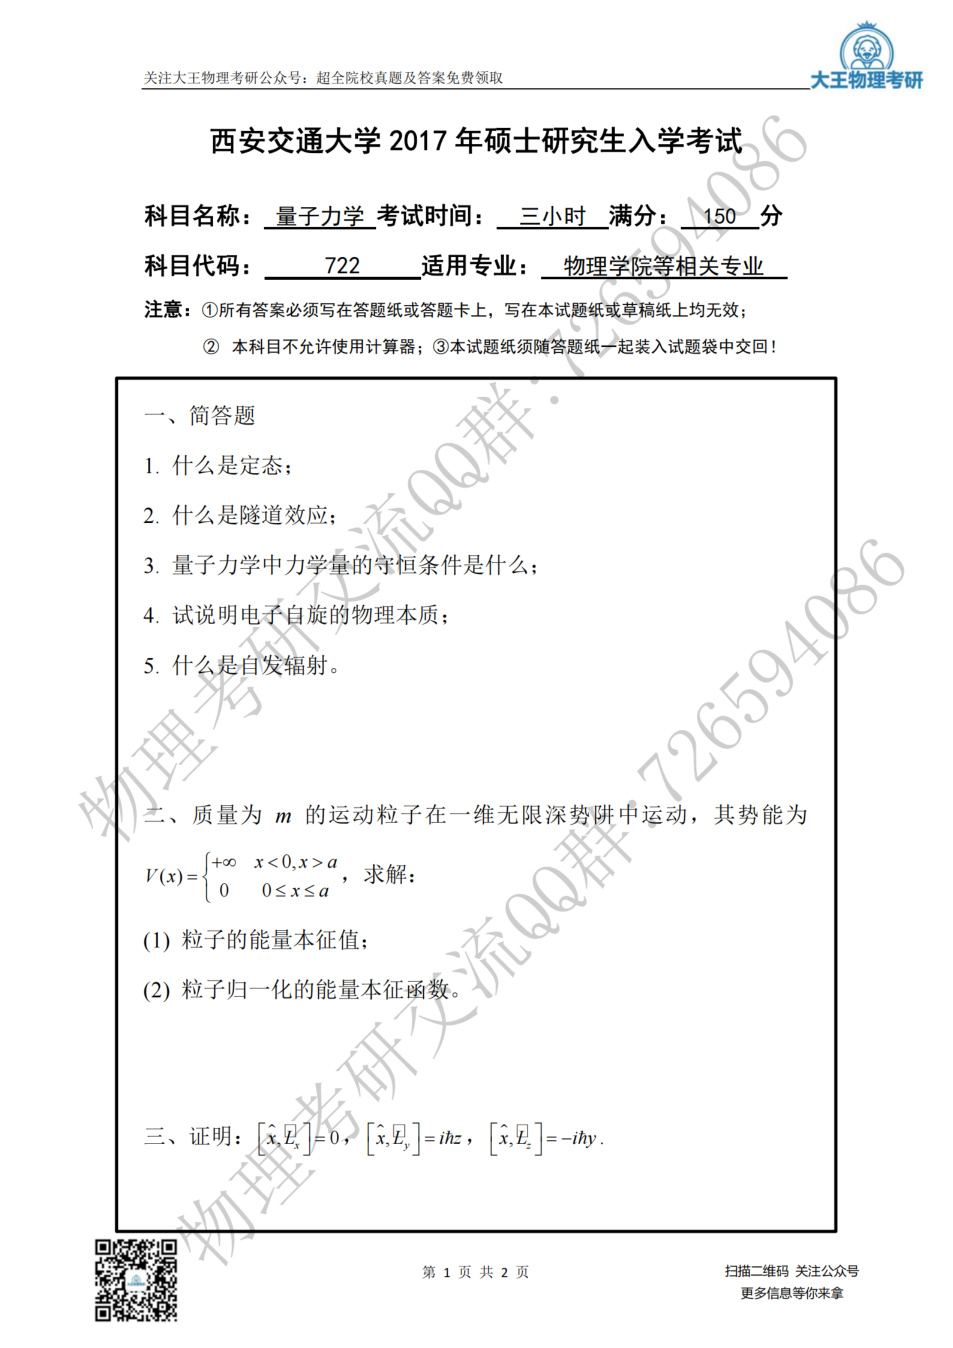 关注大王物理考研公众号：超全院校真题及答案免费领取
大王物理考研
西安交通大学 2017 年硕士研究生入学考试
科目名称： 量子力学 考试时间： 三小时 满分： 150 分
科目代码： 722 适用专业： 物理学院等相关专业
注意：①所有答案必须写在答题纸或答题卡上，写在本试题纸或草稿纸上均无效；
② 本科目不允许使用计算器；③本试题纸须随答题纸一起装入试题袋中交回！
一、简答题
1. 什么是定态；
2. 什么是隧道效应；
3. 量子力学中力学量的守恒条件是什么；
4. 试说明电子自旋的物理本质；
5. 什么是自发辐射。
二、质量为 m 的运动粒子在一维无限深势阱中运动，其势能为
V(x)={+∞ x<0,x>a
0 0≤x≤a，求解：
(1) 粒子的能量本征值；
(2) 粒子归一化的能量本征函数。
三、证明：[x̂,L□x]=0，[x̂,L□y]=iħz，[x̂,L□z]=−iħy.
物理考研交流QQ群：726594086
物理考研交流QQ群：726594086
大王物理考研
第 1 页 共 2 页
扫描二维码 关注公众号
更多信息等你来拿